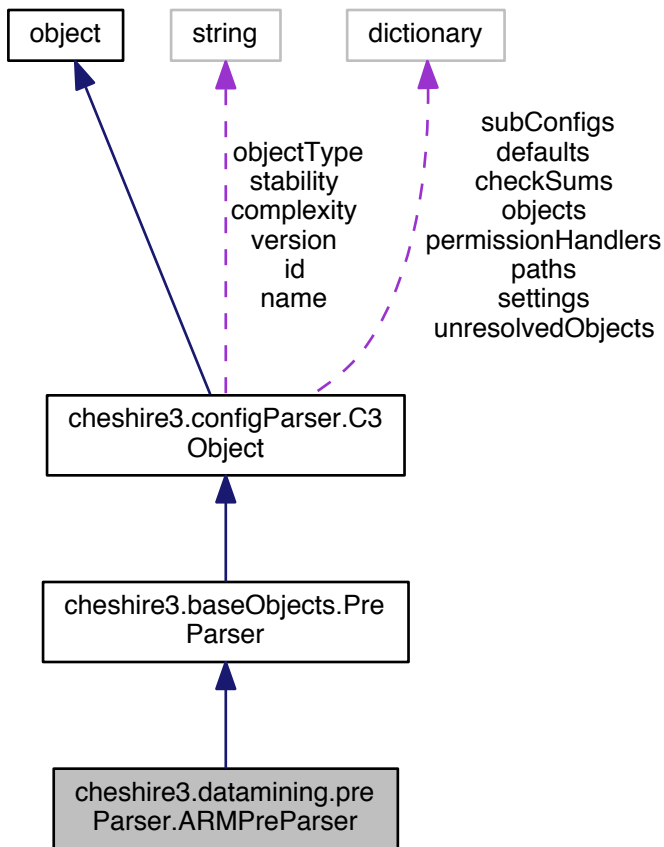 object
string
dictionary
objectType
stability
complexity
version
id
name
subConfigs
defaults
checkSums
objects
permissionHandlers
paths
settings
unresolvedObjects
cheshire3.configParser.C3
Object
cheshire3.baseObjects.Pre
Parser
cheshire3.datamining.pre
Parser.ARMPreParser